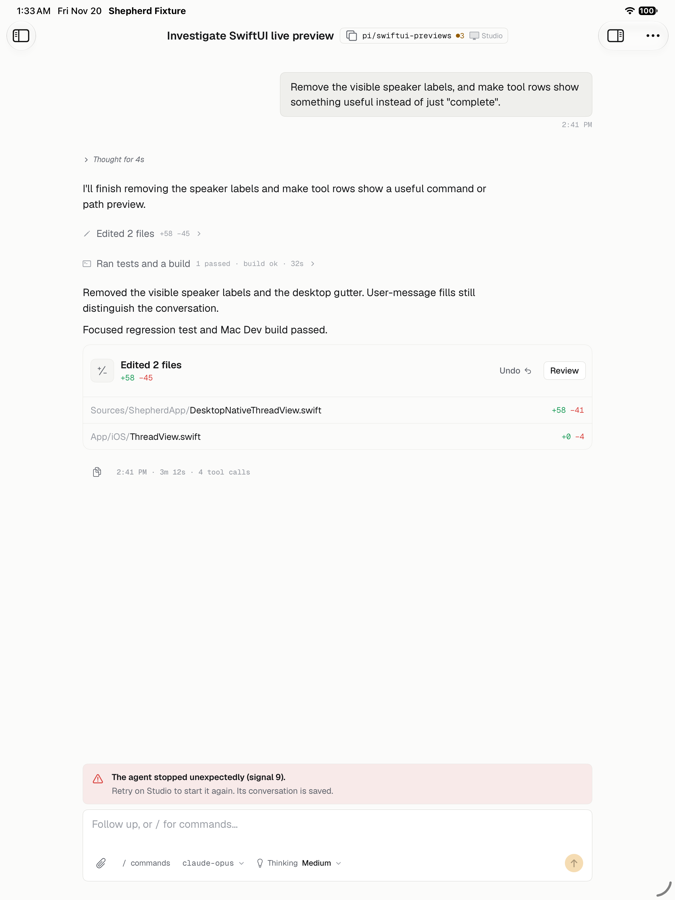 1:33 AM Fri Nov 20 Shepherd Fixture
100
Investigate SwiftUI live preview
pi/swiftui-previews 3 Studio
Remove the visible speaker labels, and make tool rows show
something useful instead of just "complete".
2:41 PM
Thought for 4s
I'll finish removing the speaker labels and make tool rows show a useful command or
path preview.
Edited 2 files +58 −45
Ran tests and a build 1 passed · build ok · 32s
Removed the visible speaker labels and the desktop gutter. User-message fills still
distinguish the conversation.
Focused regression test and Mac Dev build passed.
Edited 2 files
+58 −45
Undo
Review
Sources/ShepherdApp/DesktopNativeThreadView.swift +58 −41
App/iOS/ThreadView.swift +0 −4
2:41 PM · 3m 12s · 4 tool calls
The agent stopped unexpectedly (signal 9).
Retry on Studio to start it again. Its conversation is saved.
Follow up, or / for commands...
/ commands claude-opus Thinking Medium